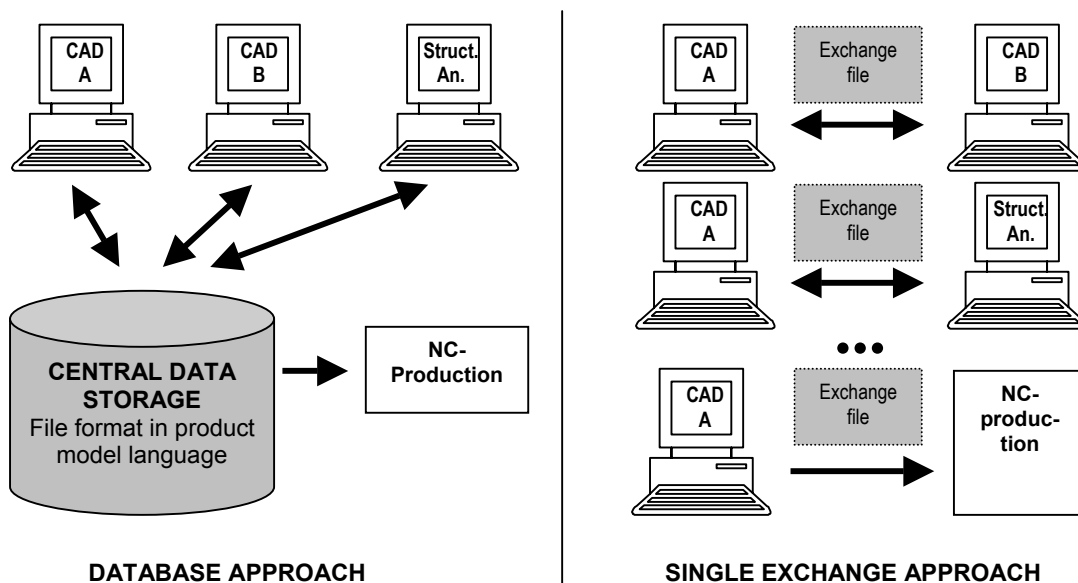 CAD
A
CAD
B
Struct.
An.
CENTRAL DATA
STORAGE
File format in product
model language
NC-
Production
DATABASE APPROACH
CAD
A
Exchange
file
CAD
B
CAD
A
Exchange
file
Struct.
An.
●●●
CAD
A
Exchange
file
NC-
produc-
tion
SINGLE EXCHANGE APPROACH